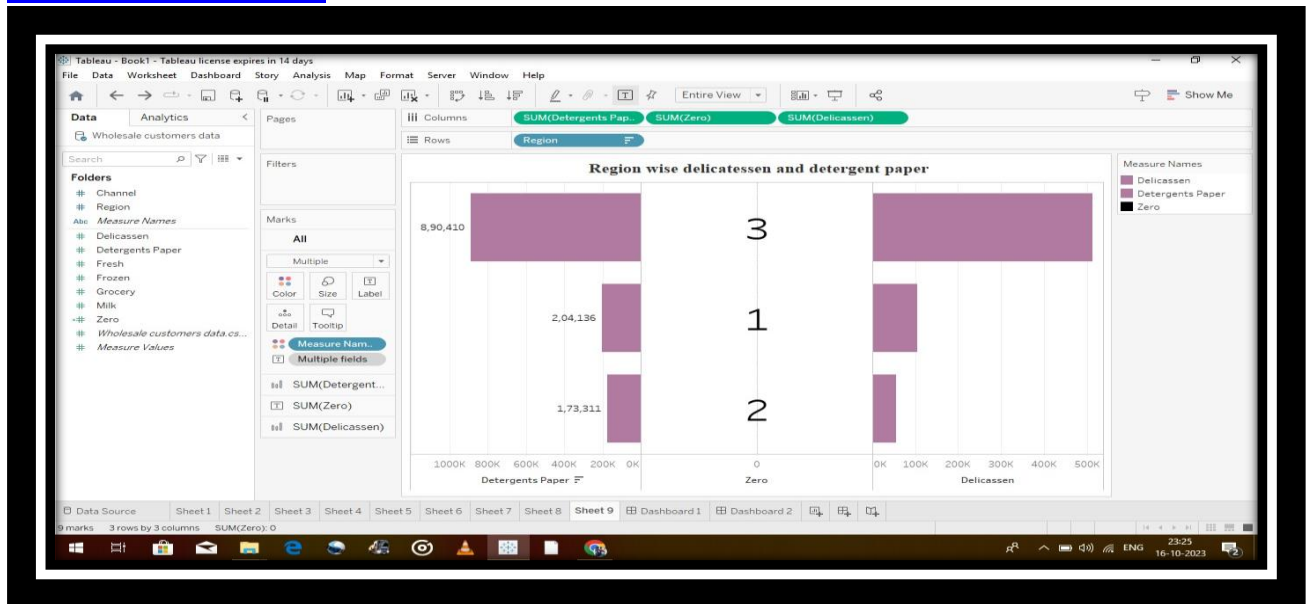 Tableau - Book1 - Tableau license expires in 14 days
File Data Worksheet Dashboard Story Analysis Map Format Server Window Help
Entire View
Show Me
Data Analytics
Wholesale customers data
Search
Folders
# Channel
# Region
Abc Measure Names
# Delicassen
# Detergents Paper
# Fresh
# Frozen
# Grocery
# Milk
=# Zero
# Wholesale customers data.cs...
# Measure Values
Pages
Filters
Marks
All
Multiple
Color Size Label
Detail Tooltip
Measure Nam..
Multiple fields
SUM(Detergent...
SUM(Zero)
SUM(Delicassen)
Columns SUM(Detergents Pap.. SUM(Zero) SUM(Delicassen)
Rows Region
Region wise delicatessen and detergent paper
8,90,410 3
2,04,136 1
1,73,311 2
1000K 800K 600K 400K 200K 0K 0 0K 100K 200K 300K 400K 500K
Detergents Paper Zero Delicassen
Measure Names
Delicassen
Detergents Paper
Zero
Data Source Sheet 1 Sheet 2 Sheet 3 Sheet 4 Sheet 5 Sheet 6 Sheet 7 Sheet 8 Sheet 9 Dashboard 1 Dashboard 2
9 marks 3 rows by 3 columns SUM(Zero): 0
ENG
23:25
16-10-2023
2